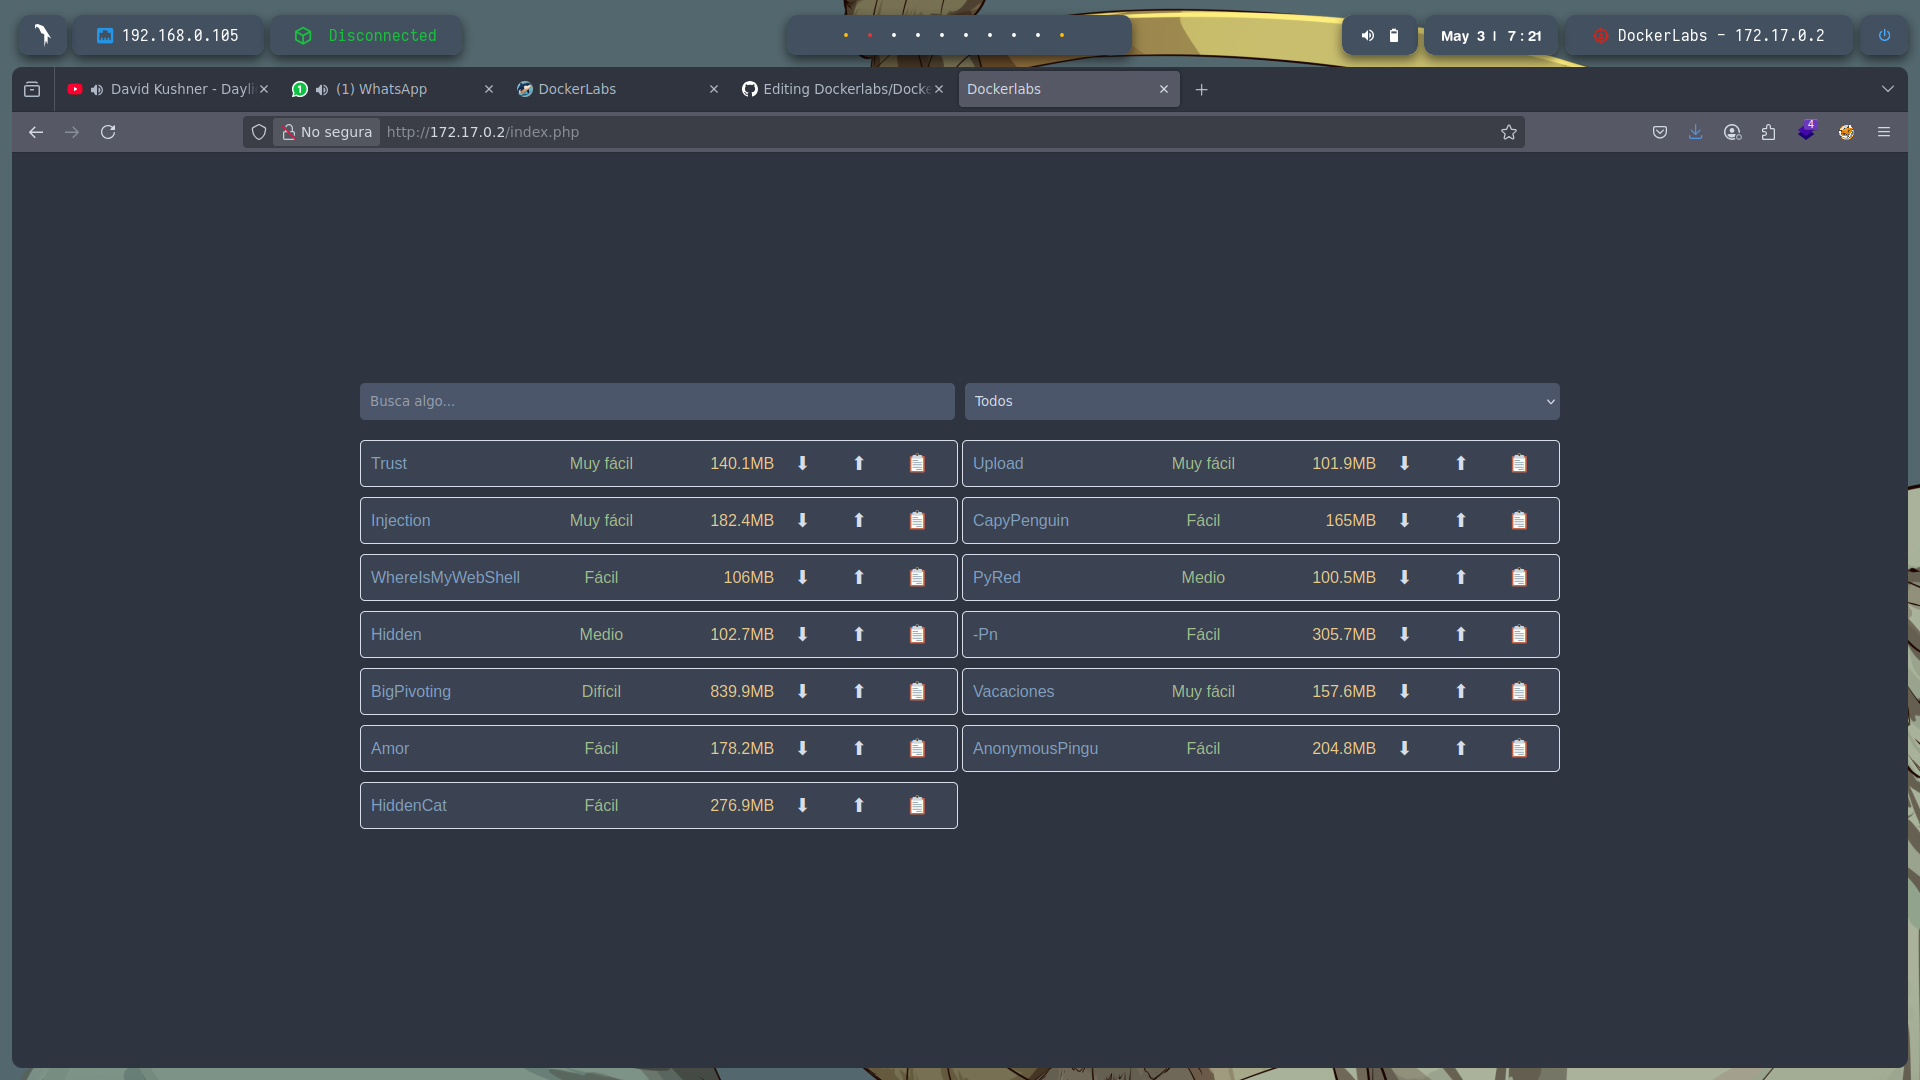 192.168.0.105
Disconnected
May 3 | 7:21
DockerLabs - 172.17.0.2
David Kushner - Dayli
1
(1) WhatsApp
DockerLabs
Editing Dockerlabs/Docke
Dockerlabs
No segura
http://172.17.0.2/index.php
4
Busca algo...
Todos
Trust Muy fácil 140.1MB
Upload Muy fácil 101.9MB
Injection Muy fácil 182.4MB
CapyPenguin Fácil 165MB
WhereIsMyWebShell Fácil 106MB
PyRed Medio 100.5MB
Hidden Medio 102.7MB
-Pn Fácil 305.7MB
BigPivoting Difícil 839.9MB
Vacaciones Muy fácil 157.6MB
Amor Fácil 178.2MB
AnonymousPingu Fácil 204.8MB
HiddenCat Fácil 276.9MB